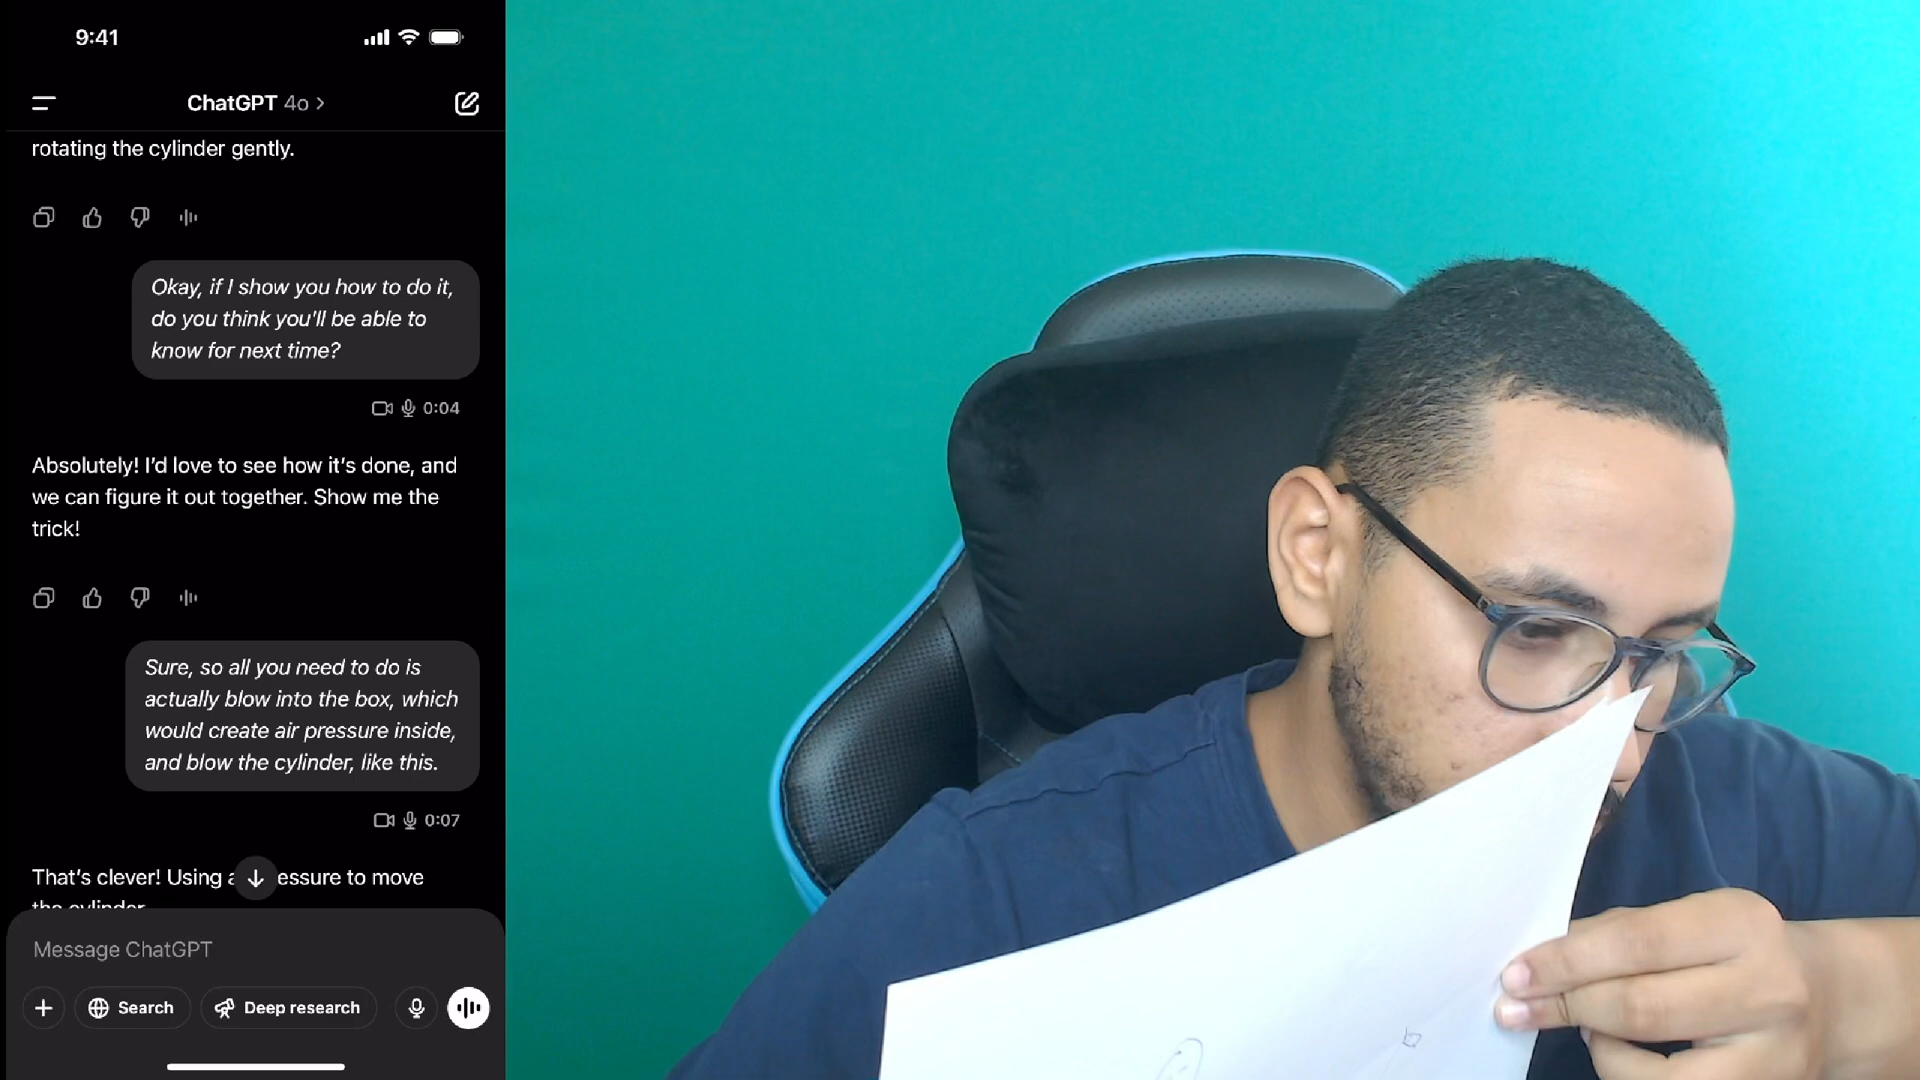 9:41
ChatGPT 4o >
rotating the cylinder gently.
Okay, if I show you how to do it,
do you think you'll be able to
know for next time?
0:04
Absolutely! I'd love to see how it's done, and
we can figure it out together. Show me the
trick!
Sure, so all you need to do is
actually blow into the box, which
would create air pressure inside,
and blow the cylinder, like this.
0:07
That's clever! Using essure to move
the cylinder
Message ChatGPT
Search
Deep research